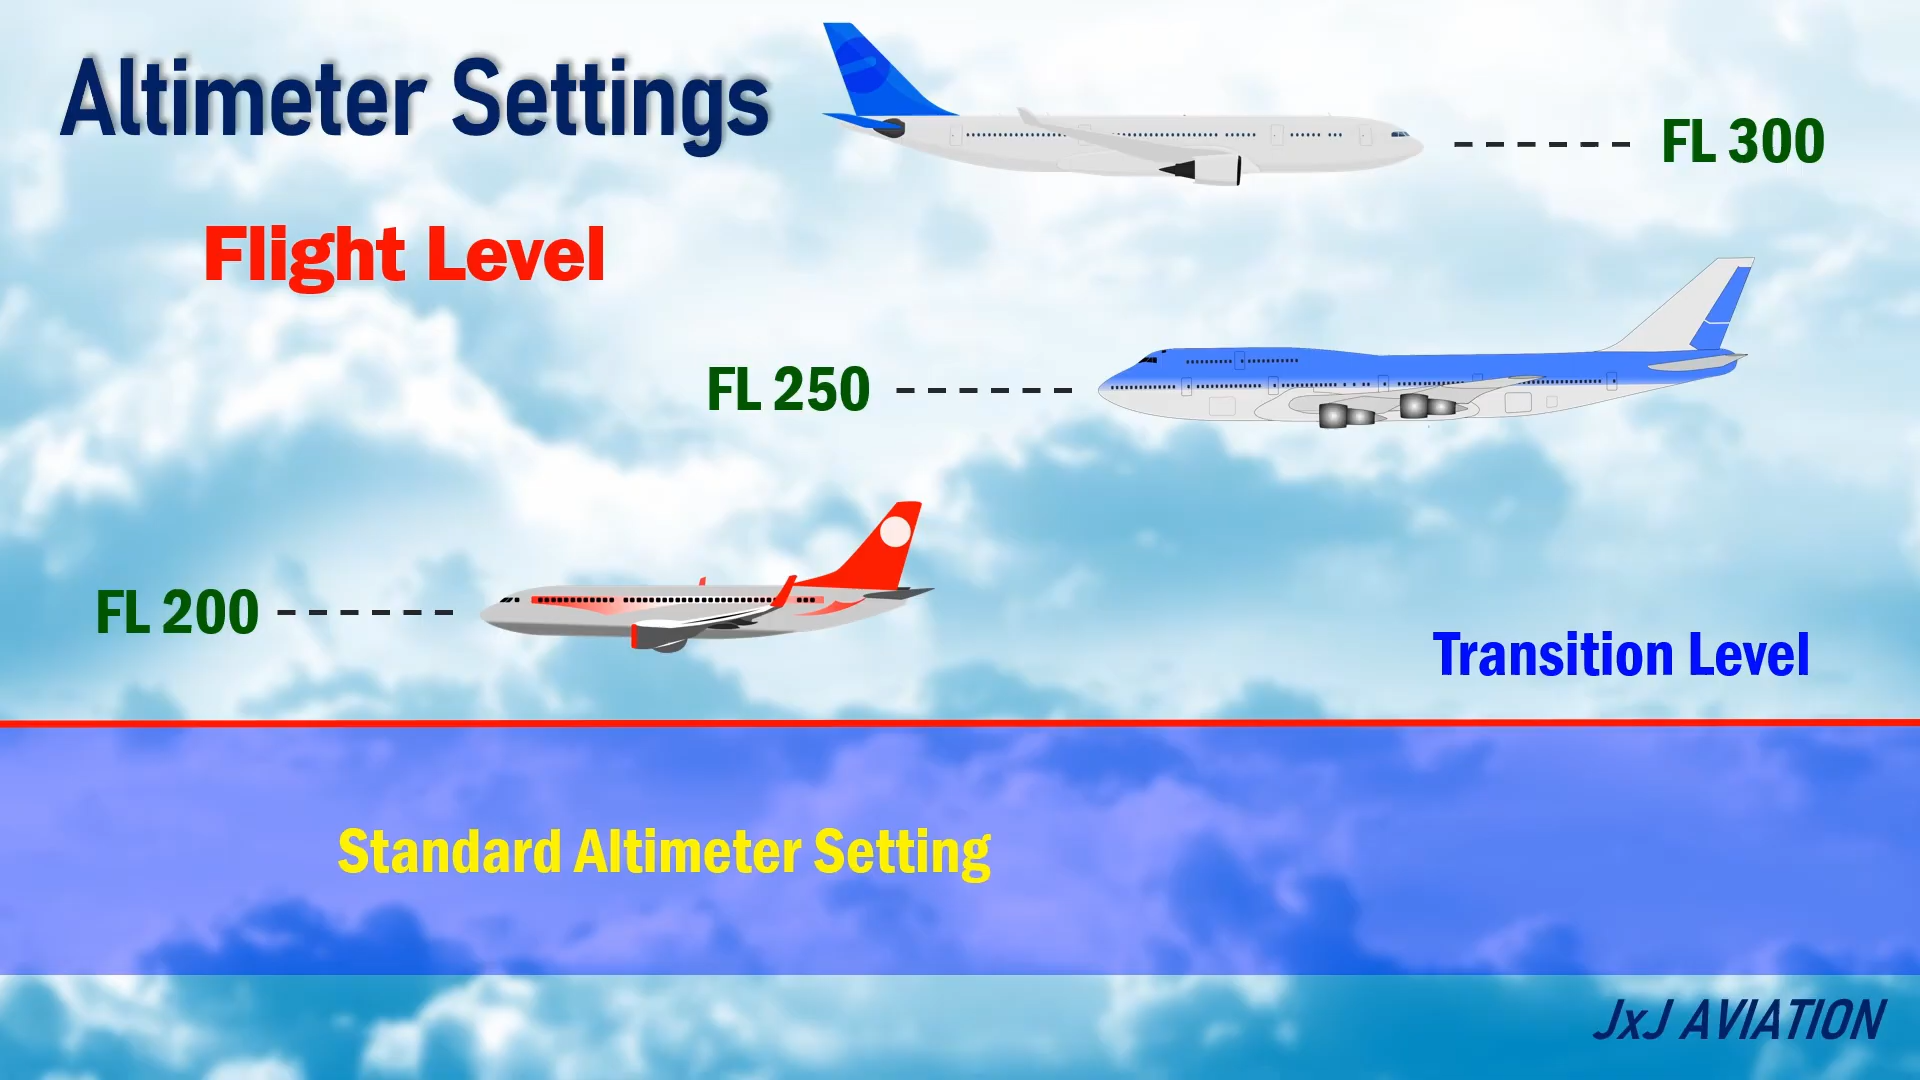 Altimeter Settings
FL 300
Flight Level
FL 250
FL 200
Transition Level
Standard Altimeter Setting
JxJ AVIATION